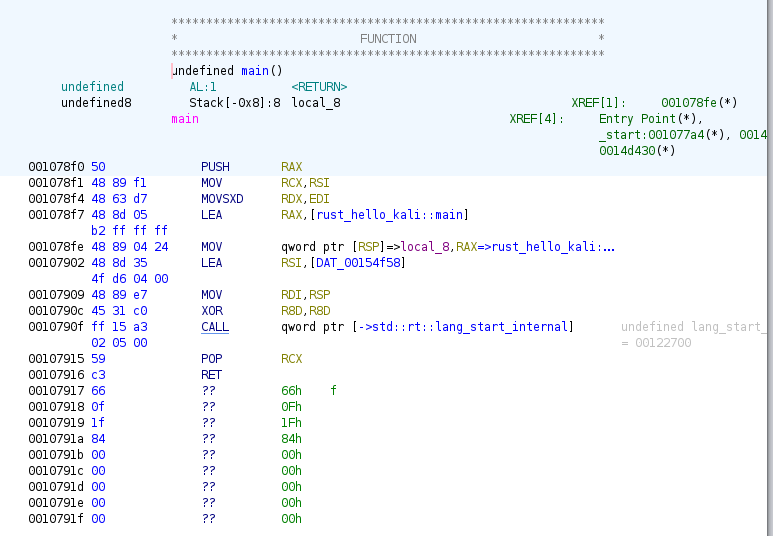 **************************************************************
*                          FUNCTION                          *
**************************************************************
undefined main()
undefined AL:1 <RETURN>
undefined8 Stack[-0x8]:8 local_8 XREF[1]: 001078fe(*)
main XREF[4]: Entry Point(*),
_start:001077a4(*), 0014
0014d430(*)
001078f0 50 PUSH RAX
001078f1 48 89 f1 MOV RCX,RSI
001078f4 48 63 d7 MOVSXD RDX,EDI
001078f7 48 8d 05 LEA RAX,[rust_hello_kali::main]
b2 ff ff ff
001078fe 48 89 04 24 MOV qword ptr [RSP]=>local_8,RAX=>rust_hello_kali:...
00107902 48 8d 35 LEA RSI,[DAT_00154f58]
4f d6 04 00
00107909 48 89 e7 MOV RDI,RSP
0010790c 45 31 c0 XOR R8D,R8D
0010790f ff 15 a3 CALL qword ptr [->std::rt::lang_start_internal] undefined lang_start_
02 05 00 = 00122700
00107915 59 POP RCX
00107916 c3 RET
00107917 66 ?? 66h f
00107918 0f ?? 0Fh
00107919 1f ?? 1Fh
0010791a 84 ?? 84h
0010791b 00 ?? 00h
0010791c 00 ?? 00h
0010791d 00 ?? 00h
0010791e 00 ?? 00h
0010791f 00 ?? 00h